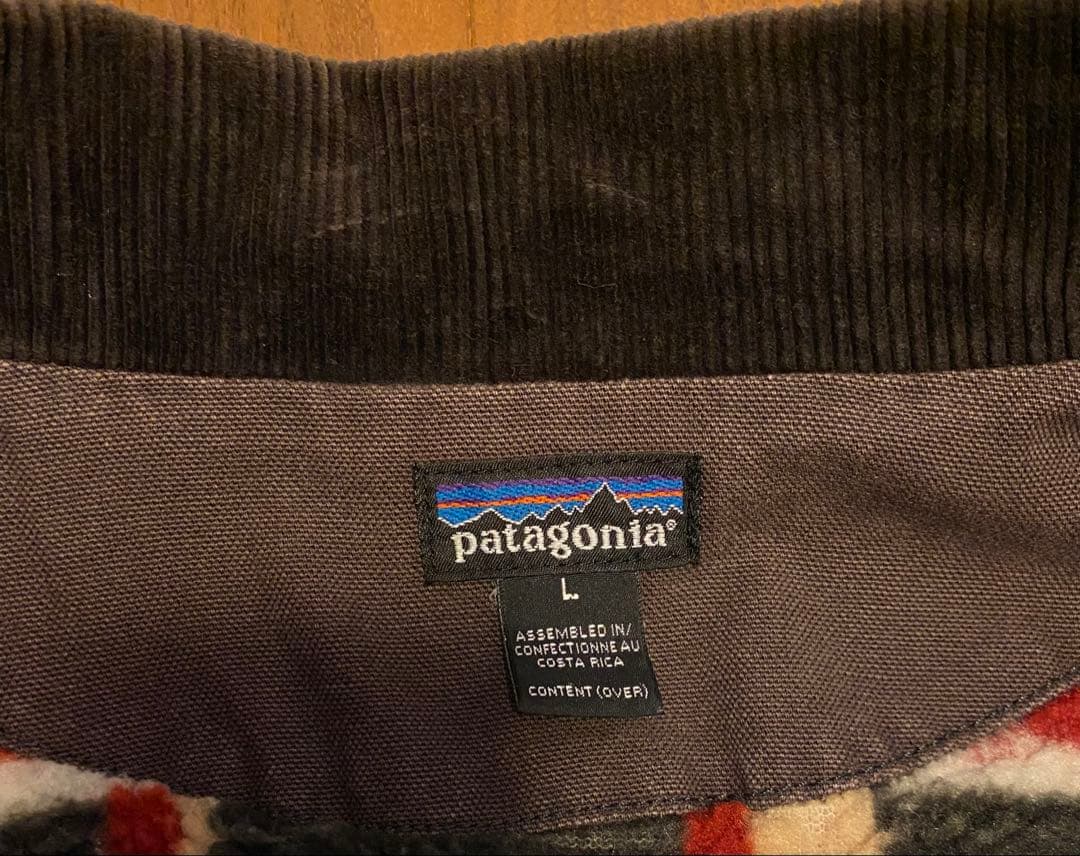 patagonia®
L
ASSEMBLED IN/
CONFECTIONNE AU
COSTA RICA
CONTENT (OVER)